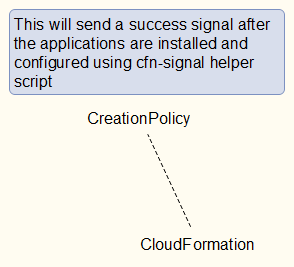 This will send a success signal after
the applications are installed and
configured using cfn-signal helper
script
CreationPolicy
CloudFormation